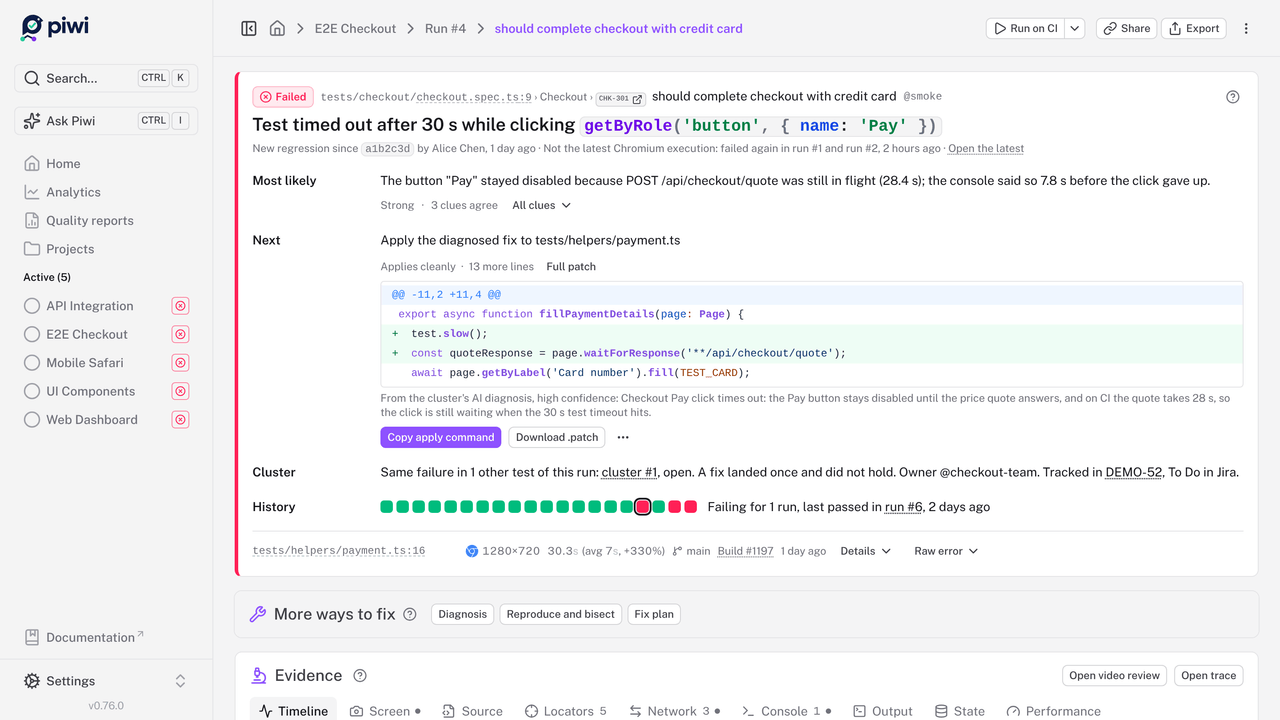 piwi
Search... CTRL K
Ask Piwi CTRL I
Home
Analytics
Quality reports
Projects
Active (5)
API Integration
E2E Checkout
Mobile Safari
UI Components
Web Dashboard
Documentation
Settings
v0.76.0
E2E Checkout Run #4 should complete checkout with credit card
Run on CI Share Export
Failed tests/checkout/checkout.spec.ts:9 › Checkout › CHK-301 should complete checkout with credit card @smoke
Test timed out after 30 s while clicking getByRole('button', { name: 'Pay' })
New regression since a1b2c3d by Alice Chen, 1 day ago · Not the latest Chromium execution: failed again in run #1 and run #2, 2 hours ago · Open the latest
Most likely The button "Pay" stayed disabled because POST /api/checkout/quote was still in flight (28.4 s); the console said so 7.8 s before the click gave up.
Strong · 3 clues agree All clues
Next Apply the diagnosed fix to tests/helpers/payment.ts
Applies cleanly · 13 more lines Full patch
@@ -11,2 +11,4 @@
export async function fillPaymentDetails(page: Page) {
+ test.slow();
+ const quoteResponse = page.waitForResponse('**/api/checkout/quote');
await page.getByLabel('Card number').fill(TEST_CARD);
From the cluster's AI diagnosis, high confidence: Checkout Pay click times out: the Pay button stays disabled until the price quote answers, and on CI the quote takes 28 s, so
the click is still waiting when the 30 s test timeout hits.
Copy apply command Download .patch
Cluster Same failure in 1 other test of this run: cluster #1, open. A fix landed once and did not hold. Owner @checkout-team. Tracked in DEMO-52, To Do in Jira.
History Failing for 1 run, last passed in run #6, 2 days ago
tests/helpers/payment.ts:16 1280×720 30.3s (avg 7s, +330%) main Build #1197 1 day ago Details Raw error
More ways to fix Diagnosis Reproduce and bisect Fix plan
Evidence Open video review Open trace
Timeline Screen Source Locators 5 Network 3 Console 1 Output State Performance